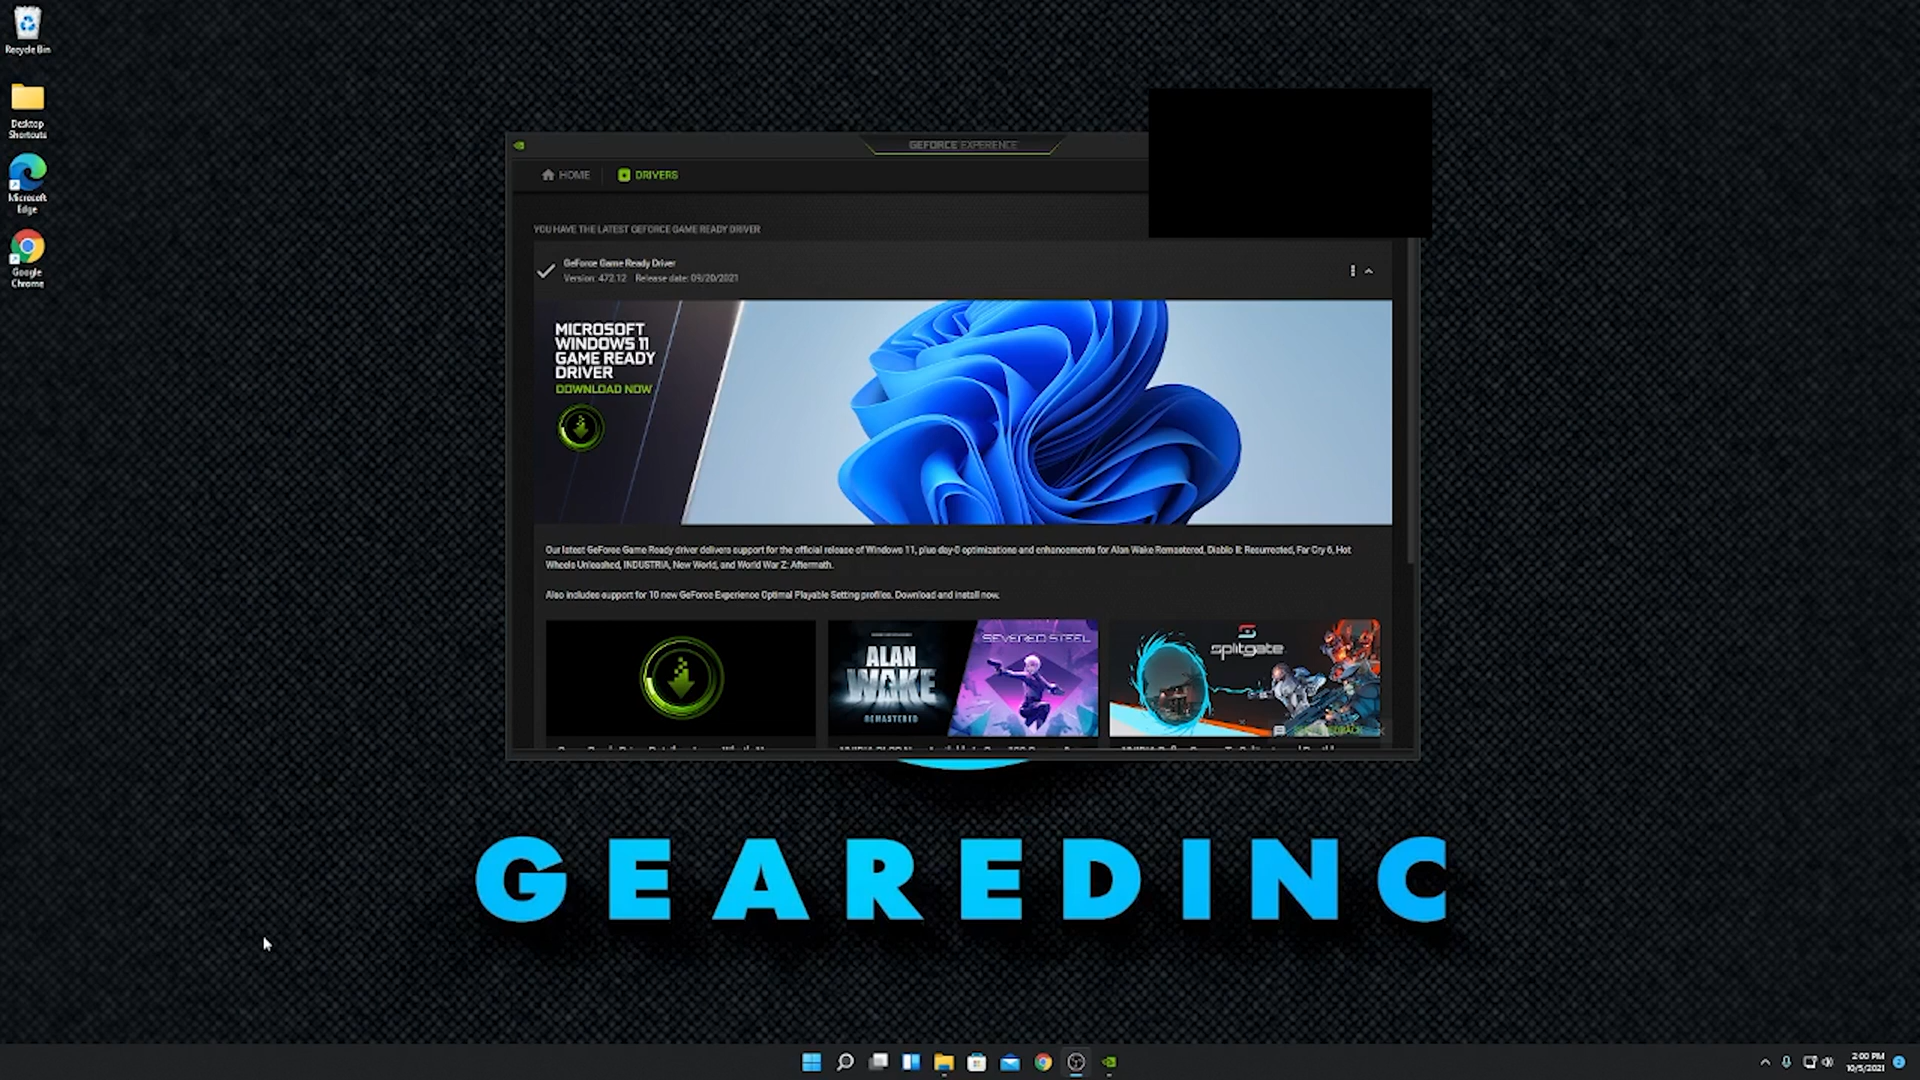 Recycle Bin
Desktop
Shortcuts
Microsoft
Edge
Google
Chrome
GEFORCE EXPERIENCE
HOME
DRIVERS
YOU HAVE THE LATEST GEFORCE GAME READY DRIVER
GeForce Game Ready Driver
Version: 472.12 Release date: 09/20/2021
MICROSOFT
WINDOWS 11
GAME READY
DRIVER
DOWNLOAD NOW
Our latest GeForce Game Ready driver delivers support for the official release of Windows 11, plus day-0 optimizations and enhancements for Alan Wake Remastered, Diablo II: Resurrected, Far Cry 6, Hot
Wheels Unleashed, INDUSTRIA, New World, and World War Z: Aftermath.
Also includes support for 10 new GeForce Experience Optimal Playable Setting profiles. Download and install now.
ALAN
WAKE
REMASTERED
SEVERED STEEL
splitgate
GEAREDINC
2:00 PM
10/5/2021